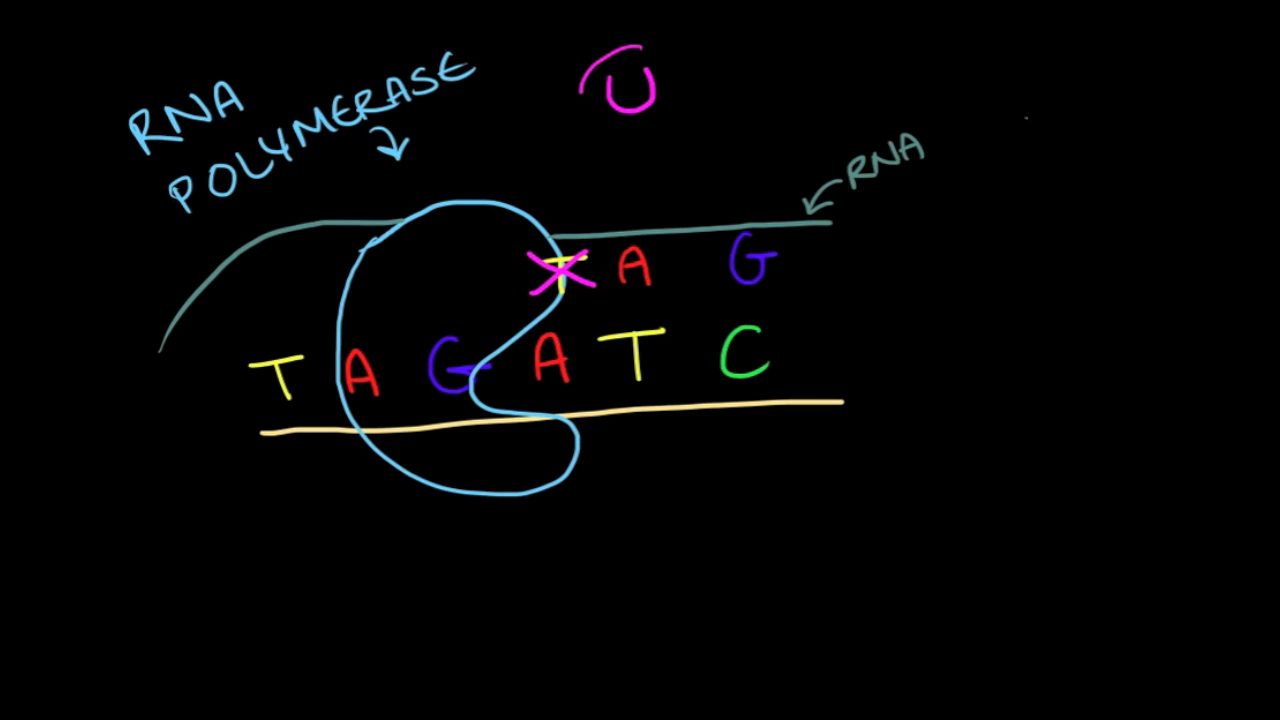 RNA
POLYMERASE
U
RNA
T A G
T A G A T C